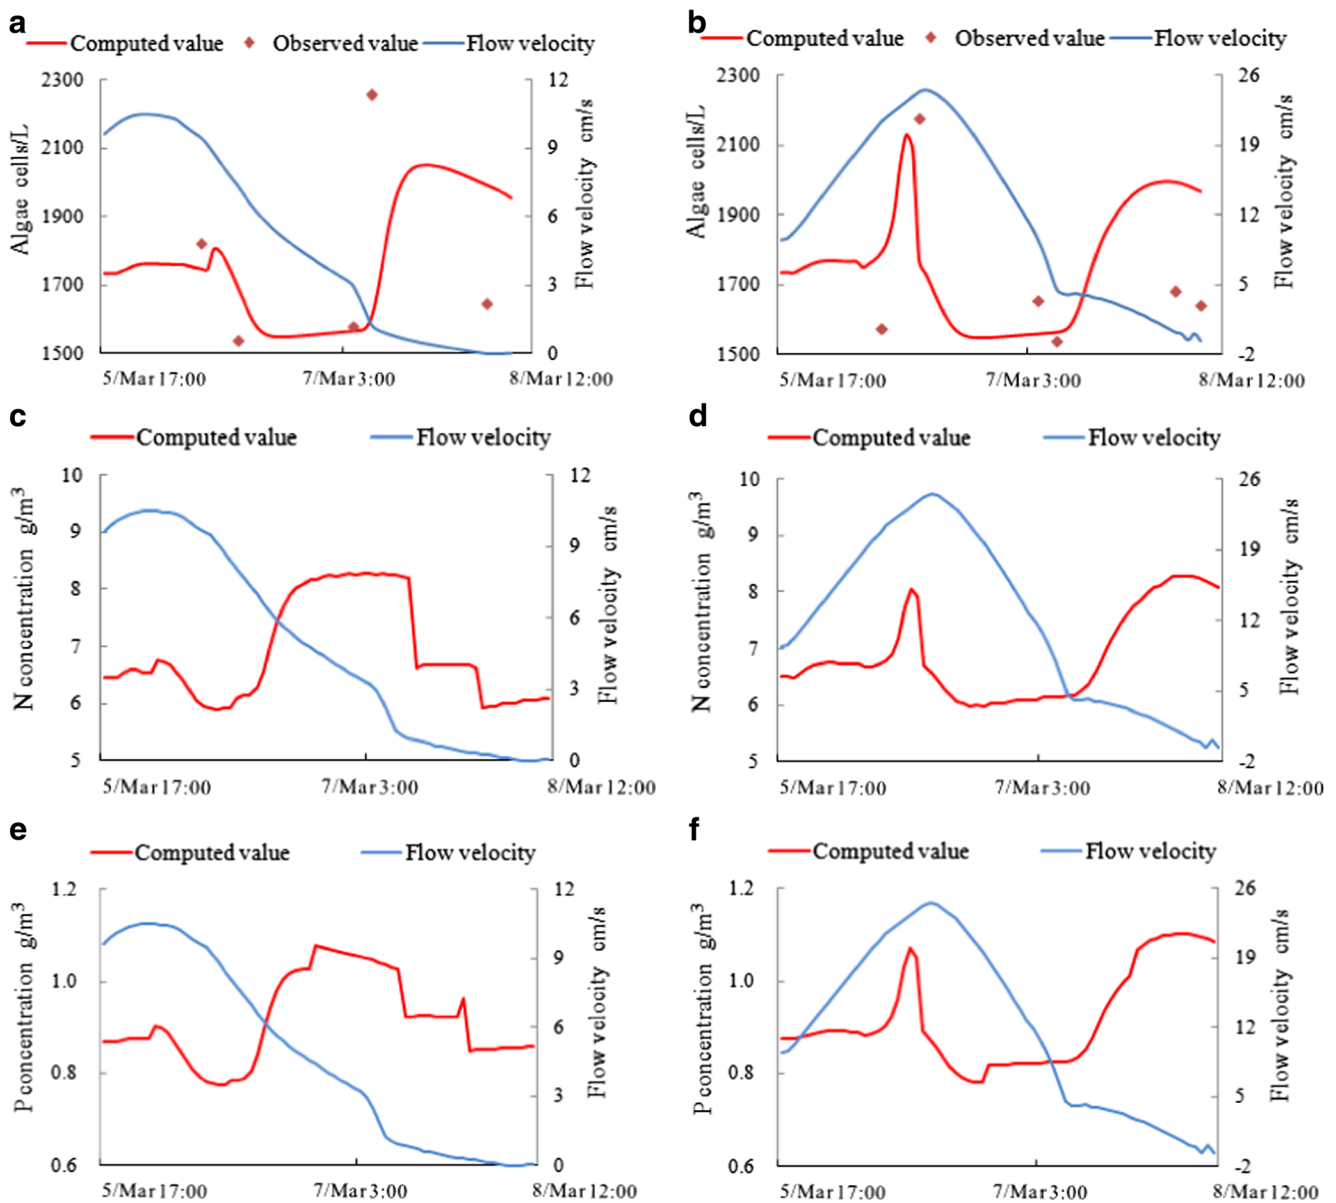 a
Computed value Observed value Flow velocity
2300
2100
1900
1700
1500
Algae cells/L
12
9
6
3
0
Flow velocity cm/s
5/Mar 17:00 7/Mar 3:00 8/Mar 12:00
b
Computed value Observed value Flow velocity
2300
2100
1900
1700
1500
Algae cells/L
26
19
12
5
-2
Flow velocity cm/s
5/Mar 17:00 7/Mar 3:00 8/Mar 12:00
c
Computed value Flow velocity
10
9
8
7
6
5
N concentration g/m³
12
9
6
3
0
Flow velocity cm/s
5/Mar 17:00 7/Mar 3:00 8/Mar 12:00
d
Computed value Flow velocity
10
9
8
7
6
5
N concentration g/m³
26
19
12
5
-2
Flow velocity cm/s
5/Mar 17:00 7/Mar 3:00 8/Mar 12:00
e
Computed value Flow velocity
1.2
1.0
0.8
0.6
P concentration g/m³
12
9
6
3
0
Flow velocity cm/s
5/Mar 17:00 7/Mar 3:00 8/Mar 12:00
f
Computed value Flow velocity
1.2
1.0
0.8
0.6
P concentration g/m³
26
19
12
5
-2
Flow velocity cm/s
5/Mar 17:00 7/Mar 3:00 8/Mar 12:00